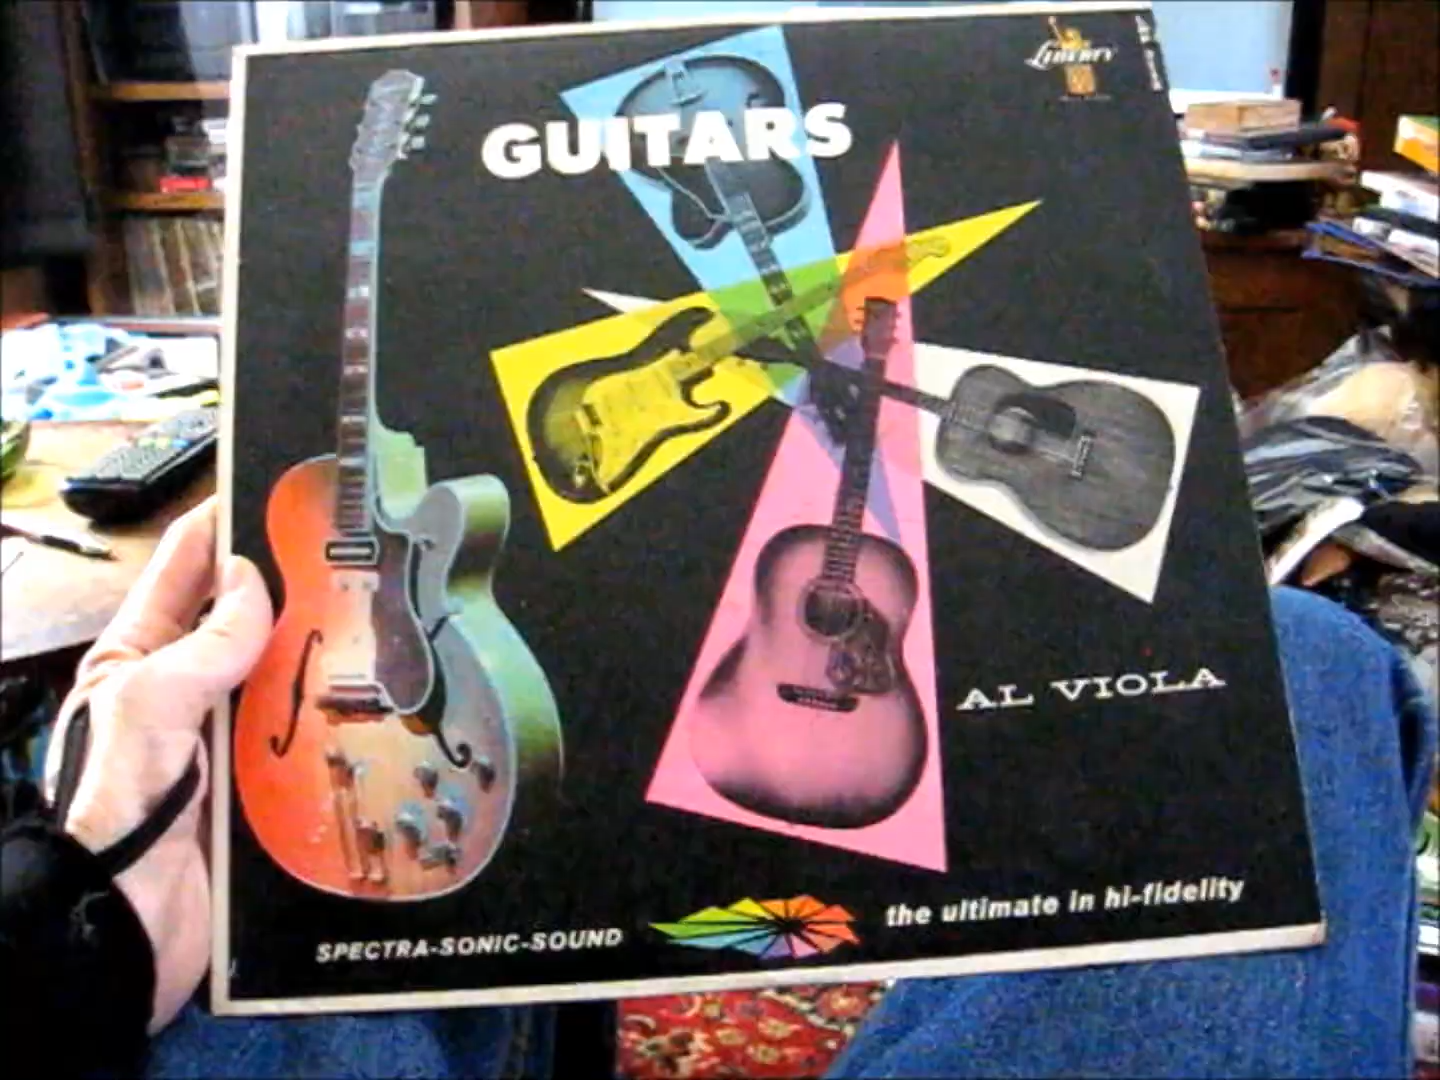 LIBERTY
GUITARS
AL VIOLA
SPECTRA-SONIC-SOUND
the ultimate in hi-fidelity